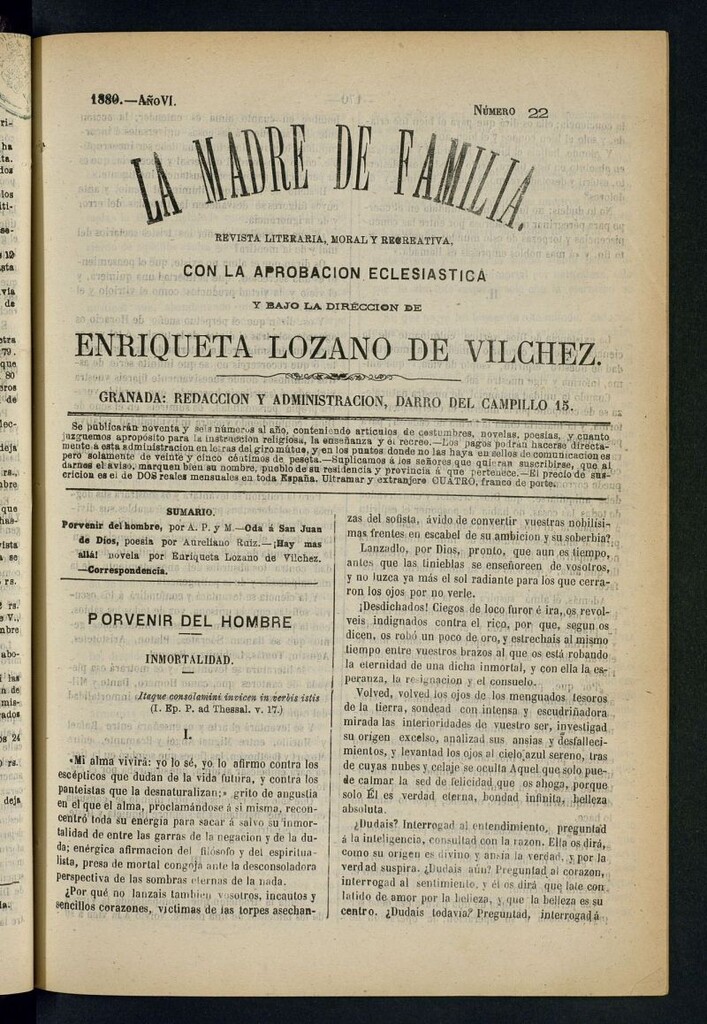 1880.—Año VI.
Número 22
LA MADRE DE FAMILIA.
REVISTA LITERARIA, MORAL Y RECREATIVA,
CON LA APROBACION ECLESIASTICA
Y BAJO LA DIRECCION DE
ENRIQUETA LOZANO DE VILCHEZ.
GRANADA: REDACCION Y ADMINISTRACION, DARRO DEL CAMPILLO 15.
Se publicarán noventa y seis números al año, conteniendo articulos de costumbres, novelas, poesias, y cuanto
juzguemos apropósito para la instruccion religiosa, la enseñanza y el recreo.—Los pagos podrán hacerse directa-
mente á esta administracion en letras del giro mútuo, y en los puntos donde no las haya en sellos de comunicaciones
pero solamente de veinte y cinco céntimos de peseta.—Suplicamos á los señores que quieran suscribirse, que al
darnos el aviso, marquen bien su nombre, pueblo de su residencia y provincia á que pertenece.—El precio de sus-
cricion es el de DOS reales mensuales en toda España. Ultramar y extranjero CUATRO, franco de porte.
SUMARIO.
Porvenir del hombre, por A. P. y M.—Oda á San Juan
de Dios, poesia por Aureliano Ruiz.—¡Hay mas
allá! novela por Enriqueta Lozano de Vilchez.
—Correspondencia.
PORVENIR DEL HOMBRE
INMORTALIDAD.
Itaque consolamini invicen in verbis istis
(I. Ep. P. ad Thessal. v. 17.)
I.
«Mi alma vivirá: yo lo sé, yo lo afirmo contra los
escépticos que dudan de la vida futura, y contra los
panteistas que la desnaturalizan;» grito de angustia
en el que el alma, proclamándose á si misma, recon-
centró toda su energia para sacar á salvo su inmor-
talidad de entre las garras de la negacion y de la du-
da; enérgica afirmacion del filósofo y del espiritua-
lista, presa de mortal congoja ante la desconsoladora
perspectiva de las sombras eternas de la nada.
¿Por qué no lanzais tambien vosotros, incautos y
sencillos corazones, victimas de las torpes asechan-
zas del sofista, ávido de convertir vuestras nobilisi-
mas frentes en escabel de su ambicion y su soberbia?
Lanzadlo, por Dios, pronto, que aun es tiempo,
antes que las tinieblas se enseñoreen de vosotros,
y no luzca ya más el sol radiante para los que cerra-
ron los ojos por no verle.
¡Desdichados! Ciegos de loco furor é ira, os revol-
veis indignados contra el rico, por que, segun os
dicen, os robó un poco de oro, y estrechais al mismo
tiempo entre vuestros brazos al que os está robando
la eternidad de una dicha inmortal, y con ella la es-
peranza, la resignacion y el consuelo.
Volved, volved los ojos de los menguados tesoros
de la tierra, sondead con intensa y escudriñadora
mirada las interioridades de vuestro ser, investigad
su origen excelso, analizad sus ansias y desfalleci-
mientos, y levantad los ojos al cielo azul sereno, tras
de cuyas nubes y celaje se oculta Aquel que solo pue-
de calmar la sed de felicidad que os ahoga, porque
solo Él es verdad eterna, bondad infinita, belleza
absoluta.
¿Dudais? Interrogad al entendimiento, preguntad
á la inteligencia, consultad con la razon. Ella os dirá,
como su origen es divino y ansia la verdad, y por la
verdad suspira. ¿Dudais aún? Preguntad al corazon,
interrogad al sentimiento, y él os dirá que late con
latido de amor por la belleza, y que la belleza es su
centro. ¿Dudais todavia? Preguntad, interrogad á